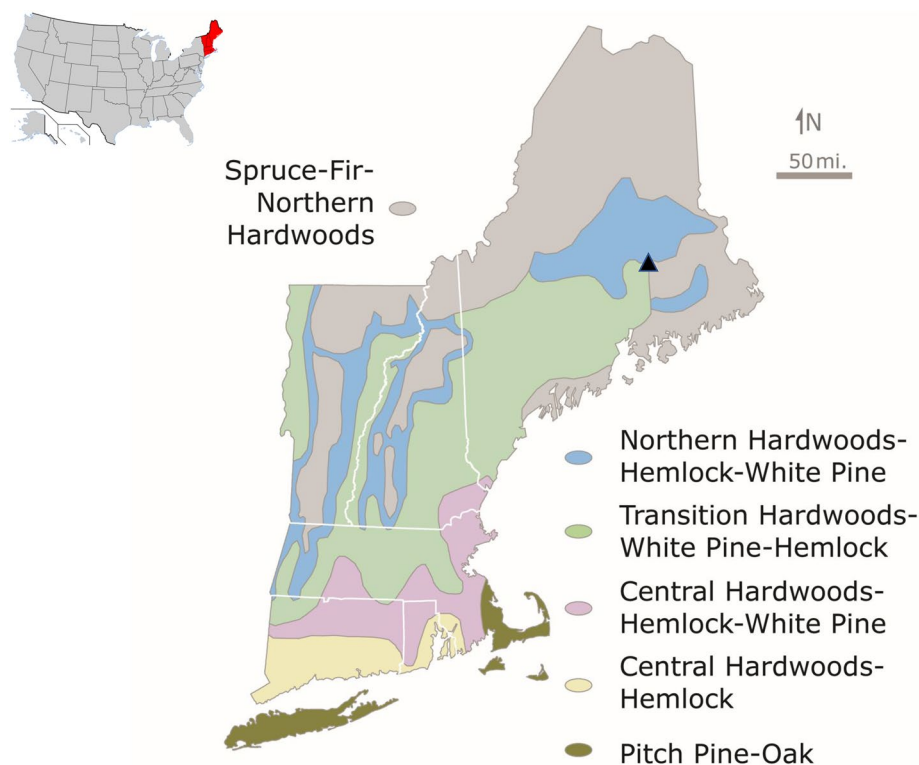 Spruce-Fir-
Northern
Hardwoods
N
50 mi.
Northern Hardwoods-
Hemlock-White Pine
Transition Hardwoods-
White Pine-Hemlock
Central Hardwoods-
Hemlock-White Pine
Central Hardwoods-
Hemlock
Pitch Pine-Oak